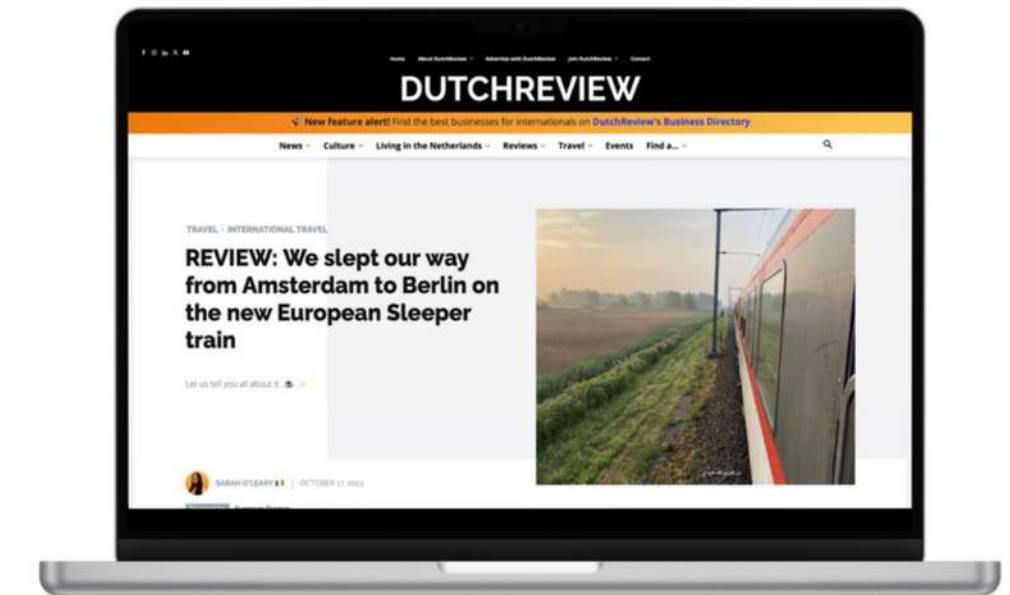 Home About DutchReview Advertise with DutchReview Join DutchReview Contact
DUTCHREVIEW
New feature alert! Find the best businesses for internationals on DutchReview's Business Directory
News Culture Living in the Netherlands Reviews Travel Events Find a...
TRAVEL INTERNATIONAL TRAVEL
REVIEW: We slept our way
from Amsterdam to Berlin on
the new European Sleeper
train
Let us tell you all about it
SARAH O'LEARY | OCTOBER 17, 2023